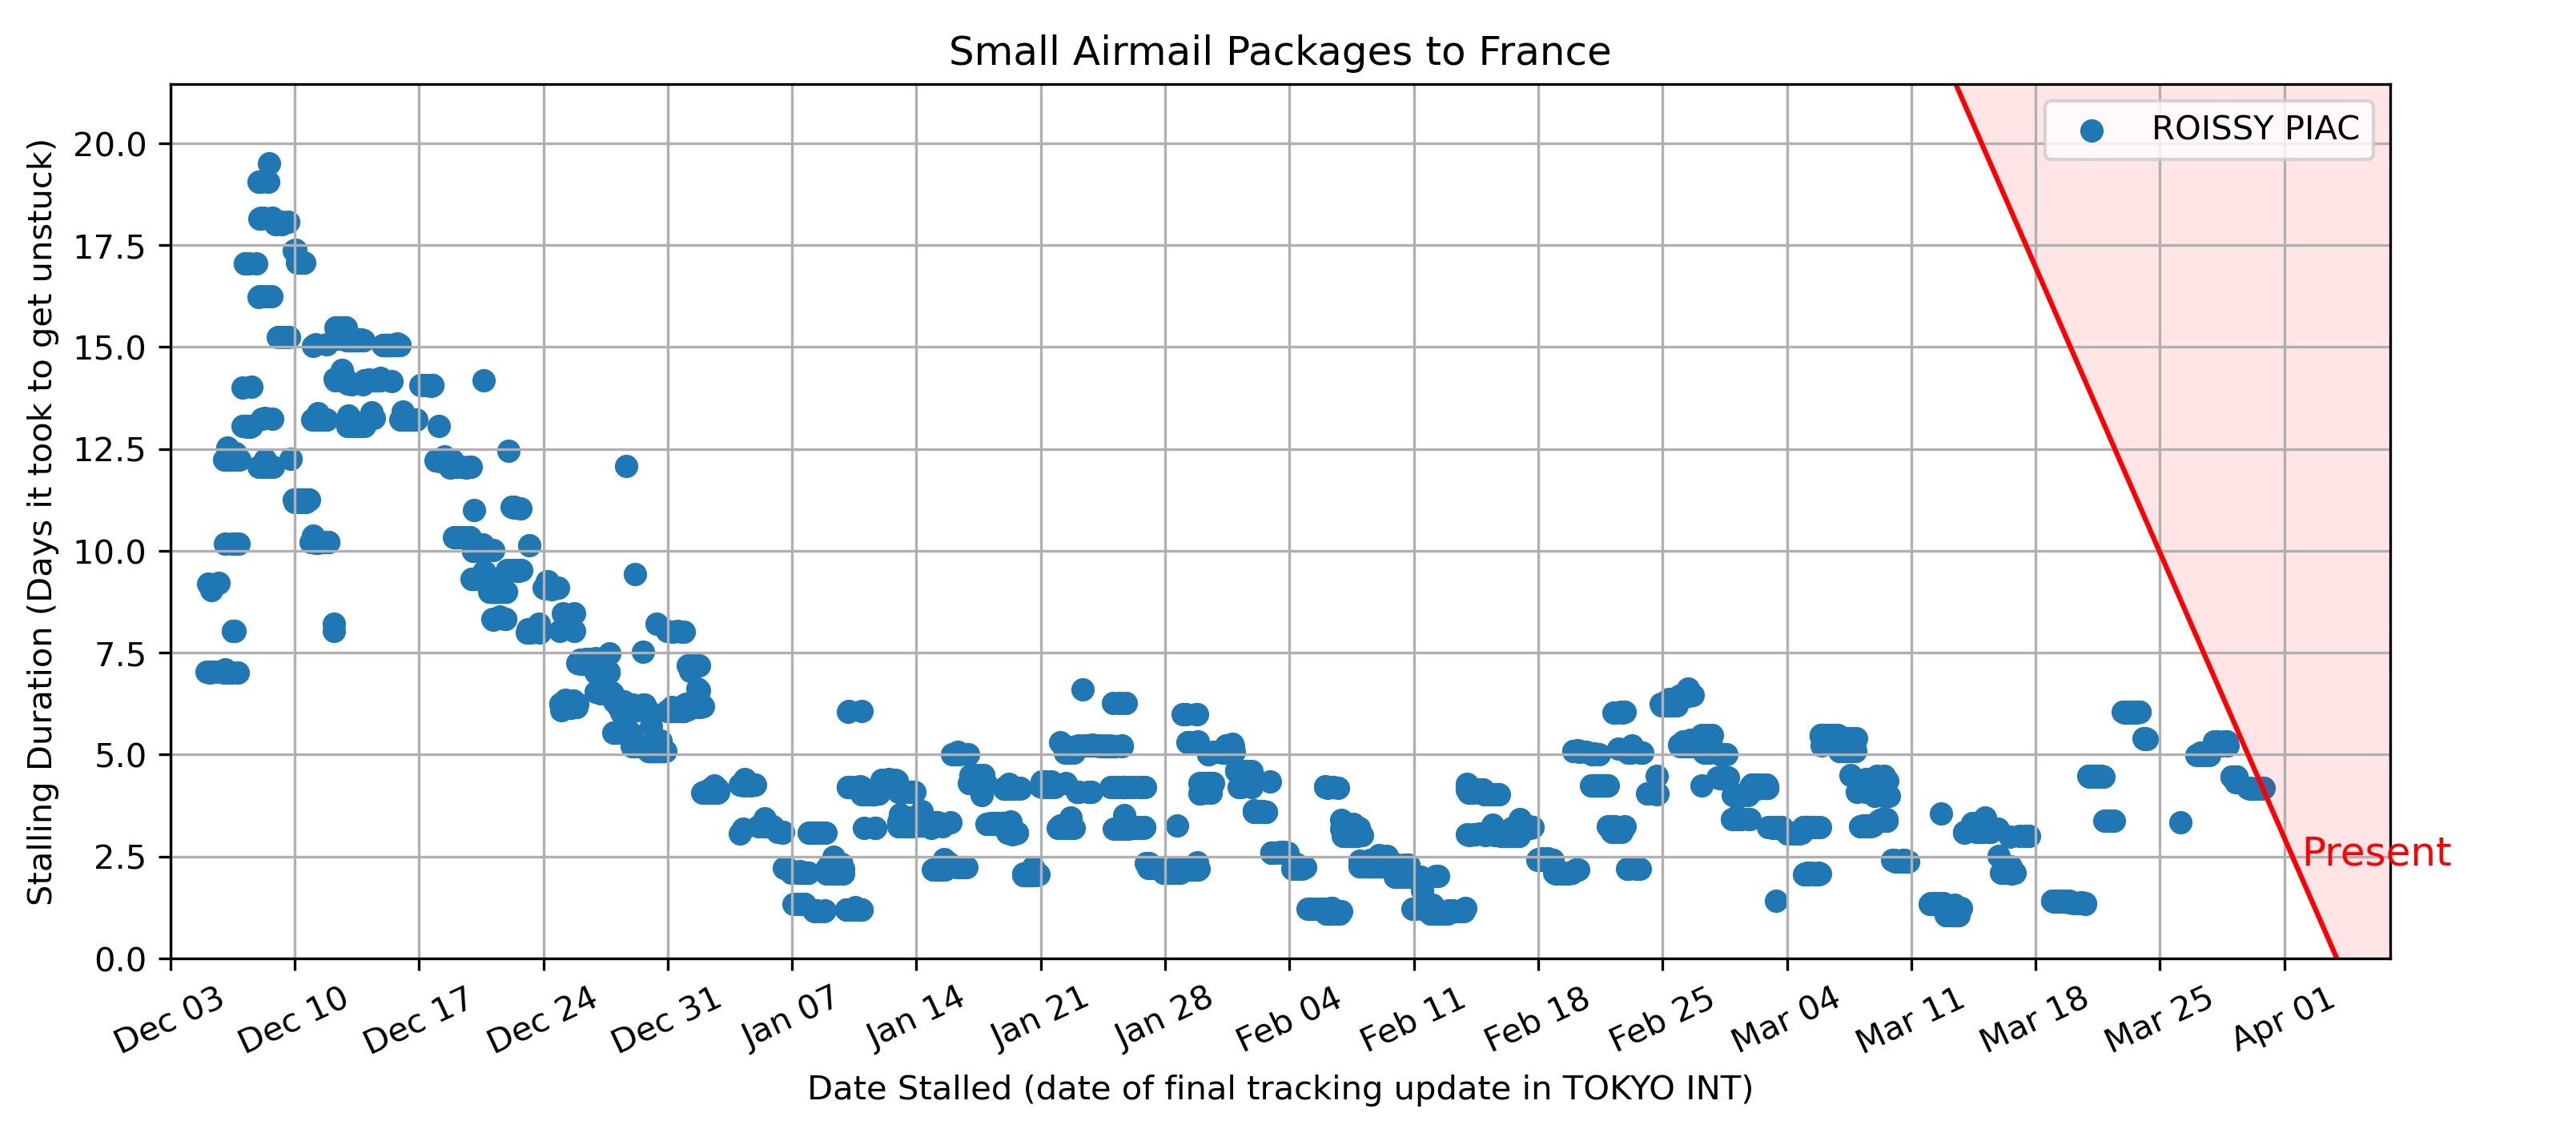 Small Airmail Packages to France
ROISSY PIAC
Stalling Duration (Days it took to get unstuck)
20.0
17.5
15.0
12.5
10.0
7.5
5.0
2.5
0.0
Present
Dec 03 Dec 10 Dec 17 Dec 24 Dec 31 Jan 07 Jan 14 Jan 21 Jan 28 Feb 04 Feb 11 Feb 18 Feb 25 Mar 04 Mar 11 Mar 18 Mar 25 Apr 01
Date Stalled (date of final tracking update in TOKYO INT)